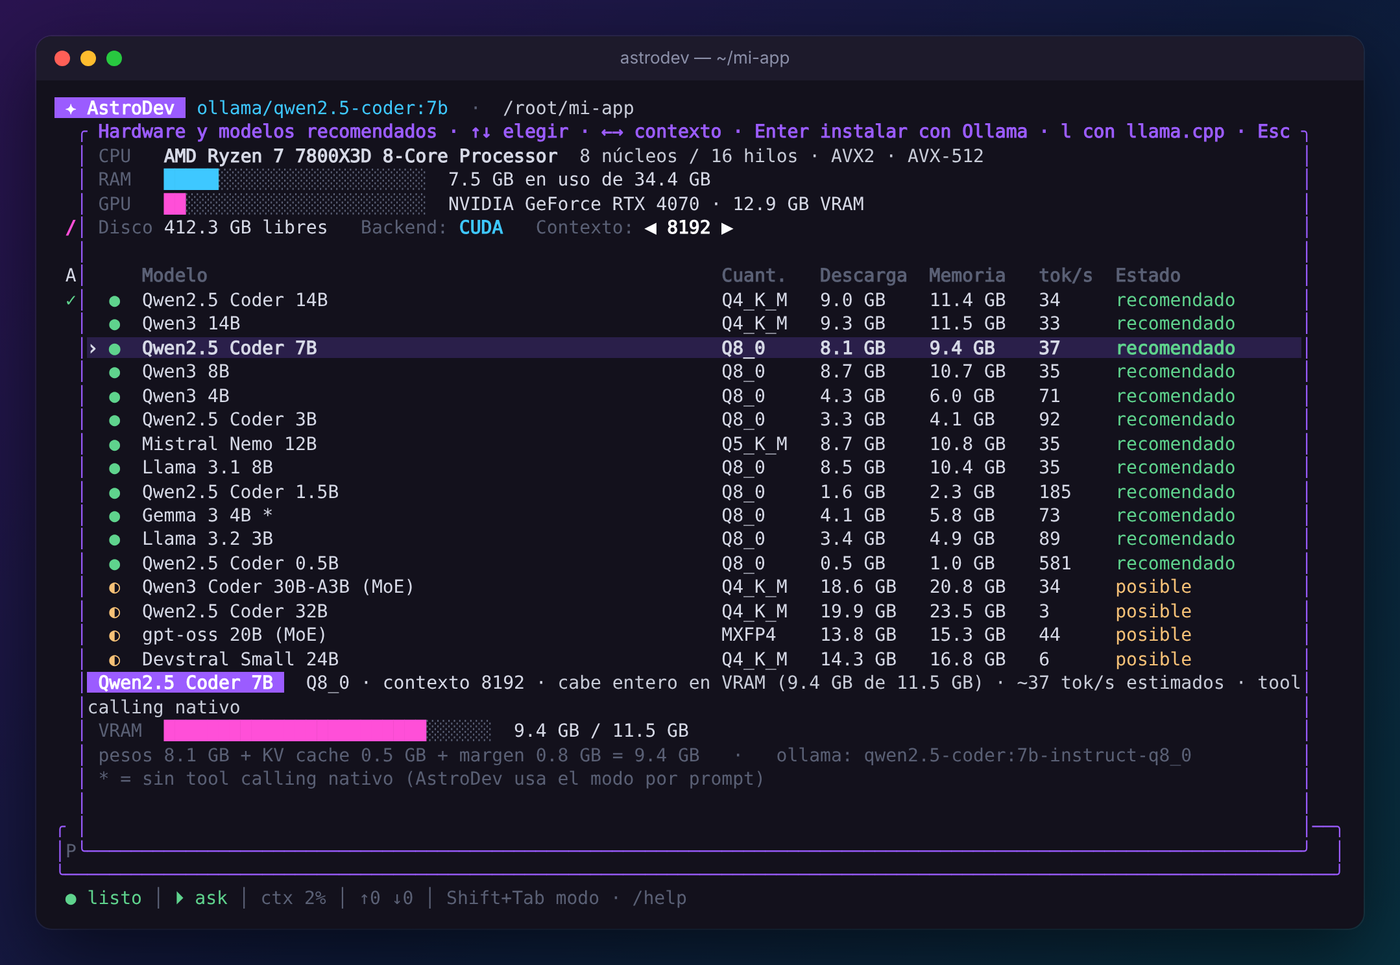 astrodev — ~/mi-app
✦ AstroDev ollama/qwen2.5-coder:7b · /root/mi-app
Hardware y modelos recomendados · ↑↓ elegir · ←→ contexto · Enter instalar con Ollama · l con llama.cpp · Esc
CPU AMD Ryzen 7 7800X3D 8-Core Processor 8 núcleos / 16 hilos · AVX2 · AVX-512
RAM 7.5 GB en uso de 34.4 GB
GPU NVIDIA GeForce RTX 4070 · 12.9 GB VRAM
/ Disco 412.3 GB libres Backend: CUDA Contexto: ◀ 8192 ▶
A Modelo Cuant. Descarga Memoria tok/s Estado
✓ ● Qwen2.5 Coder 14B Q4_K_M 9.0 GB 11.4 GB 34 recomendado
● Qwen3 14B Q4_K_M 9.3 GB 11.5 GB 33 recomendado
› ● Qwen2.5 Coder 7B Q8_0 8.1 GB 9.4 GB 37 recomendado
● Qwen3 8B Q8_0 8.7 GB 10.7 GB 35 recomendado
● Qwen3 4B Q8_0 4.3 GB 6.0 GB 71 recomendado
● Qwen2.5 Coder 3B Q8_0 3.3 GB 4.1 GB 92 recomendado
● Mistral Nemo 12B Q5_K_M 8.7 GB 10.8 GB 35 recomendado
● Llama 3.1 8B Q8_0 8.5 GB 10.4 GB 35 recomendado
● Qwen2.5 Coder 1.5B Q8_0 1.6 GB 2.3 GB 185 recomendado
● Gemma 3 4B * Q8_0 4.1 GB 5.8 GB 73 recomendado
● Llama 3.2 3B Q8_0 3.4 GB 4.9 GB 89 recomendado
● Qwen2.5 Coder 0.5B Q8_0 0.5 GB 1.0 GB 581 recomendado
◐ Qwen3 Coder 30B-A3B (MoE) Q4_K_M 18.6 GB 20.8 GB 34 posible
◐ Qwen2.5 Coder 32B Q4_K_M 19.9 GB 23.5 GB 3 posible
◐ gpt-oss 20B (MoE) MXFP4 13.8 GB 15.3 GB 44 posible
◐ Devstral Small 24B Q4_K_M 14.3 GB 16.8 GB 6 posible
Qwen2.5 Coder 7B Q8_0 · contexto 8192 · cabe entero en VRAM (9.4 GB de 11.5 GB) · ~37 tok/s estimados · tool
calling nativo
VRAM 9.4 GB / 11.5 GB
pesos 8.1 GB + KV cache 0.5 GB + margen 0.8 GB = 9.4 GB · ollama: qwen2.5-coder:7b-instruct-q8_0
* = sin tool calling nativo (AstroDev usa el modo por prompt)
P
● listo │ ⏵ ask │ ctx 2% │ ↑0 ↓0 │ Shift+Tab modo · /help